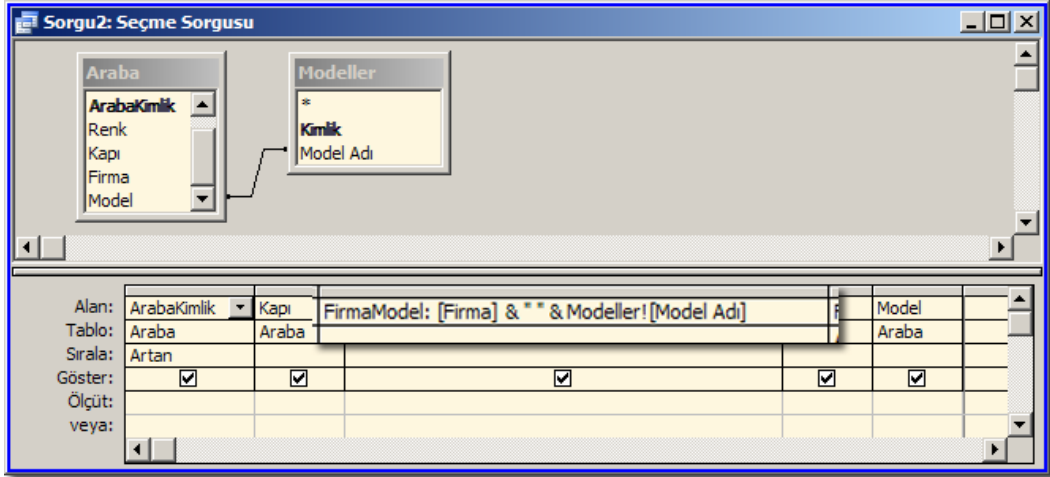 Sorgu2: Seçme Sorgusu
Araba
ArabaKimlik
Renk
Kapı
Firma
Model
Modeller
*
Kimlik
Model Adı
Alan: ArabaKimlik Kapı FirmaModel: [Firma] & " " & Modeller![Model Adı] Model
Tablo: Araba Araba Araba
Sırala: Artan
Göster:
Ölçüt:
veya: